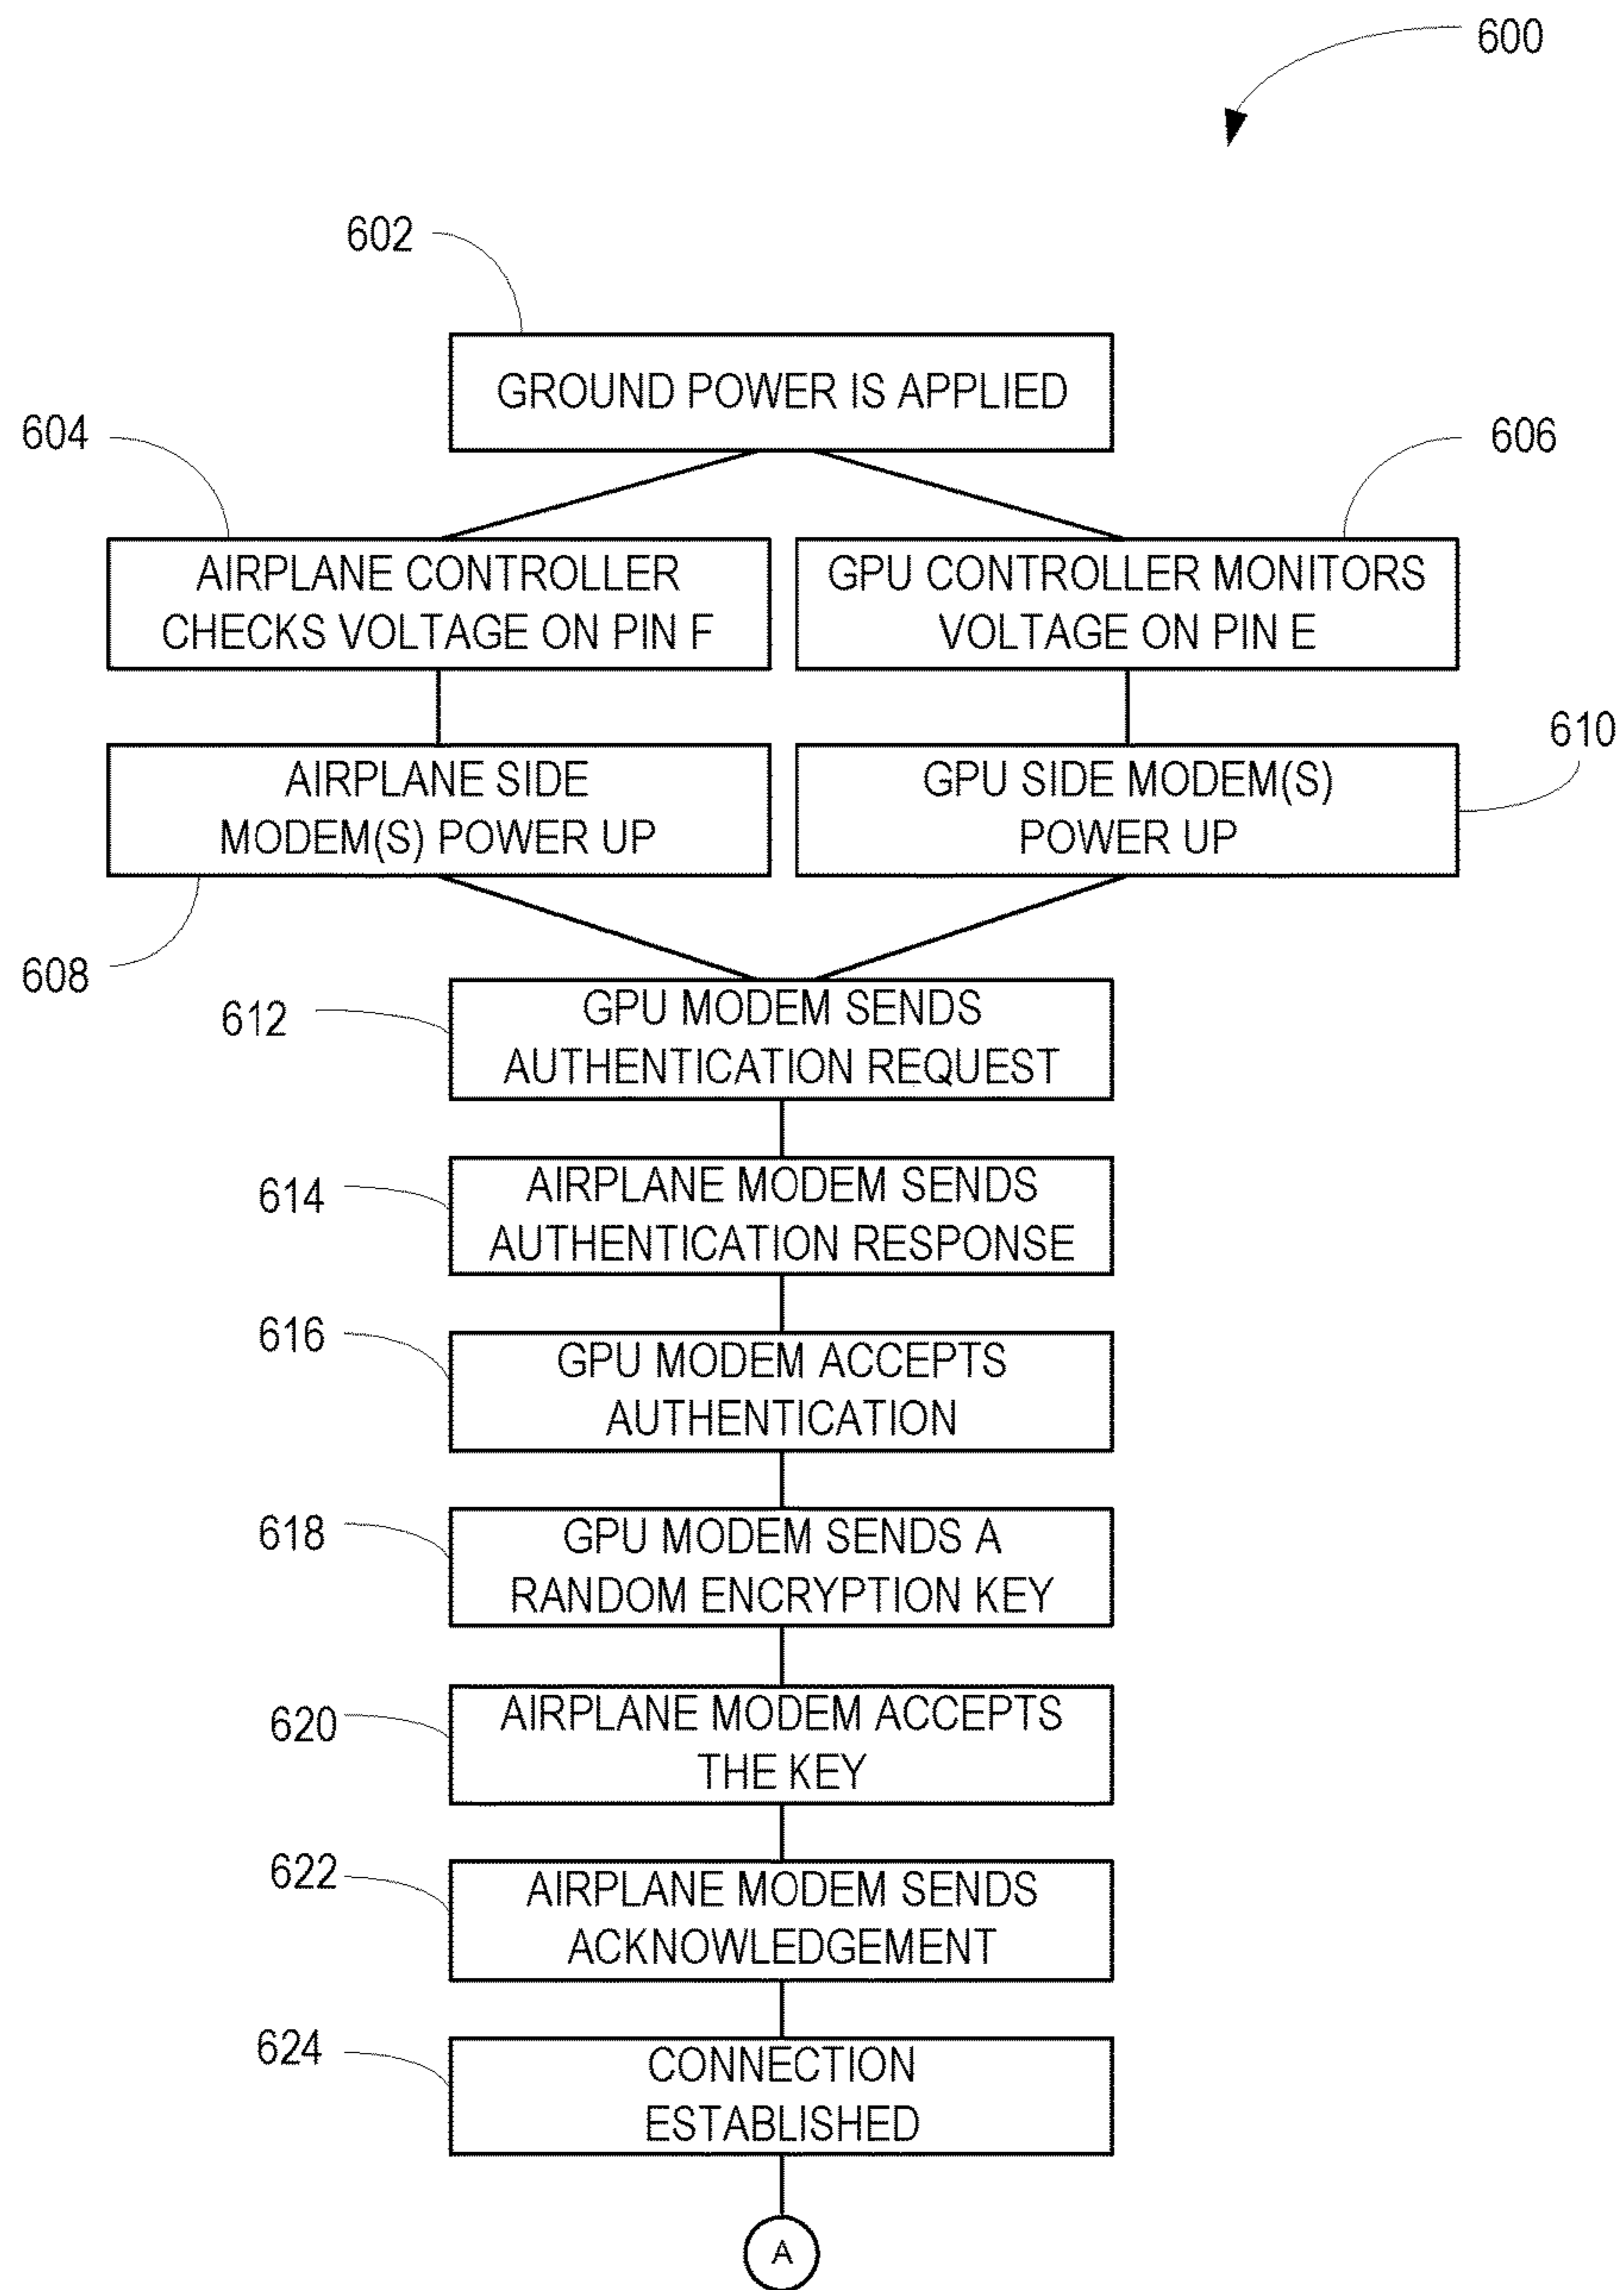 600
602
GROUND POWER IS APPLIED
604
606
AIRPLANE CONTROLLER
CHECKS VOLTAGE ON PIN F
GPU CONTROLLER MONITORS
VOLTAGE ON PIN E
610
AIRPLANE SIDE
MODEM(S) POWER UP
GPU SIDE MODEM(S)
POWER UP
608
612
GPU MODEM SENDS
AUTHENTICATION REQUEST
614
AIRPLANE MODEM SENDS
AUTHENTICATION RESPONSE
616
GPU MODEM ACCEPTS
AUTHENTICATION
618
GPU MODEM SENDS A
RANDOM ENCRYPTION KEY
620
AIRPLANE MODEM ACCEPTS
THE KEY
622
AIRPLANE MODEM SENDS
ACKNOWLEDGEMENT
624
CONNECTION
ESTABLISHED
A